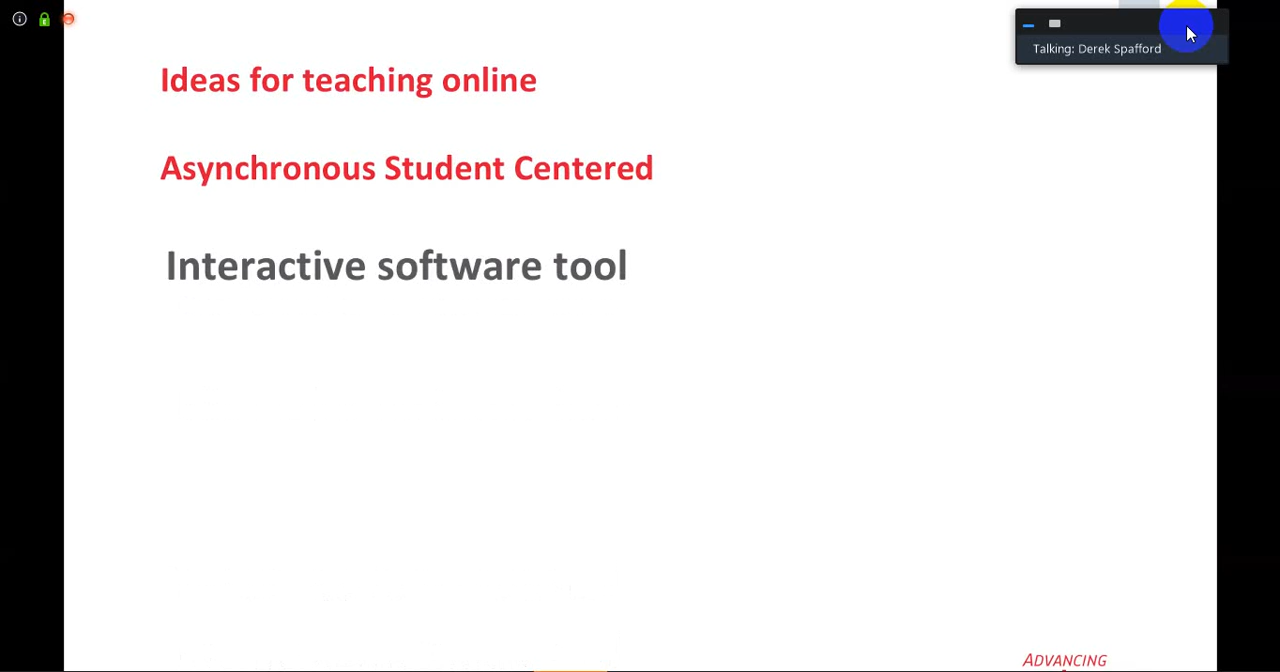 Talking: Derek Spafford
Ideas for teaching online
Asynchronous Student Centered
Interactive software tool
ADVANCING